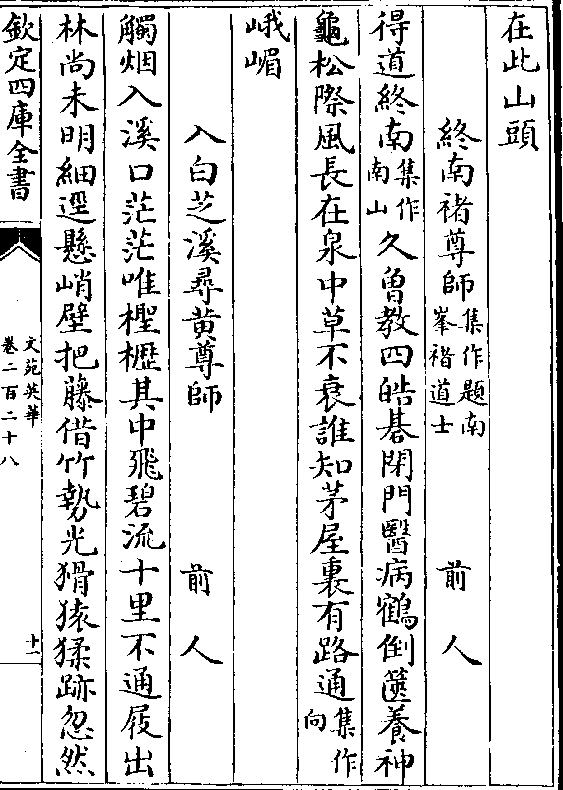 在此山頭
終南褚尊師集作題南峯褚道士 前人
得道終南集作南山久曾教四皓碁閉門醫病鶴倒篋養神
龜松際風長在泉中草不衰誰知茅屋裏有路通集作向
峨嵋
入白芝溪尋黃尊師 前人
觸烟入溪口茫茫唯檉櫪其中飛碧流十里不通屐出
林尚未明細逕懸峭壁把藤借竹勢光猾猿猱跡忽然
欽定四庫全書
文苑英華
卷二百二十八
十一